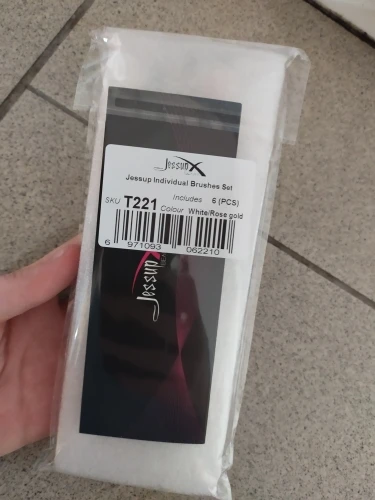 Jessup
Jessup Individual Brushes Set
Includes 6 (PCS)
SKU T221
Colour White/Rose gold
6 971093 062210
Jessup